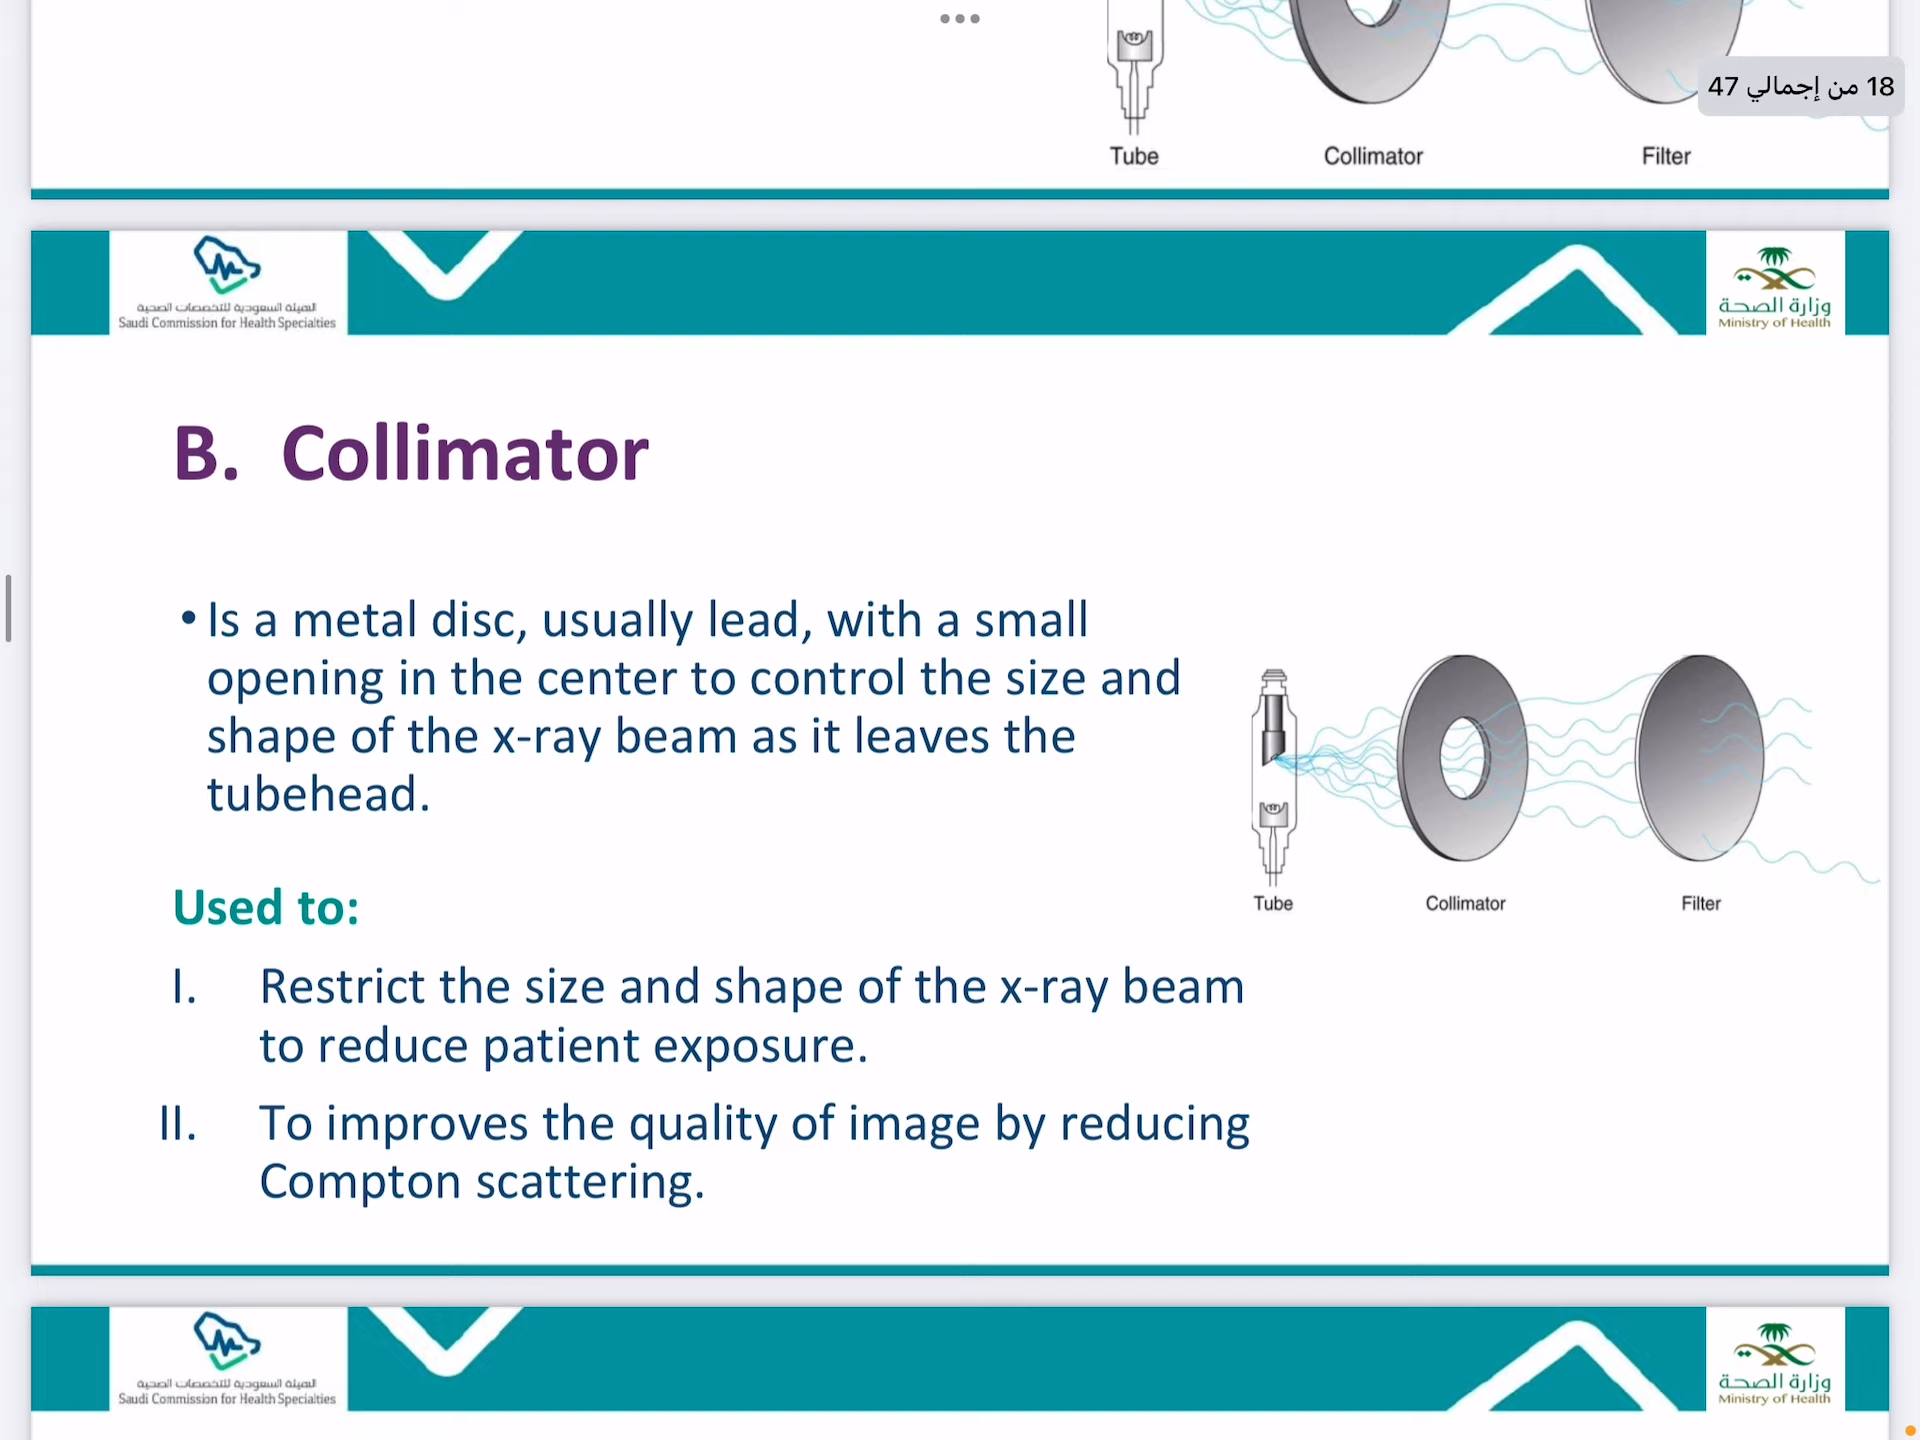 18 من إجمالي 47
Tube
Collimator
Filter
الهيئة السعودية للتخصصات الصحية
Saudi Commission for Health Specialties
وزارة الصحة
Ministry of Health
B. Collimator
• Is a metal disc, usually lead, with a small
opening in the center to control the size and
shape of the x-ray beam as it leaves the
tubehead.
Tube
Collimator
Filter
Used to:
I. Restrict the size and shape of the x-ray beam
to reduce patient exposure.
II. To improves the quality of image by reducing
Compton scattering.
الهيئة السعودية للتخصصات الصحية
Saudi Commission for Health Specialties
وزارة الصحة
Ministry of Health